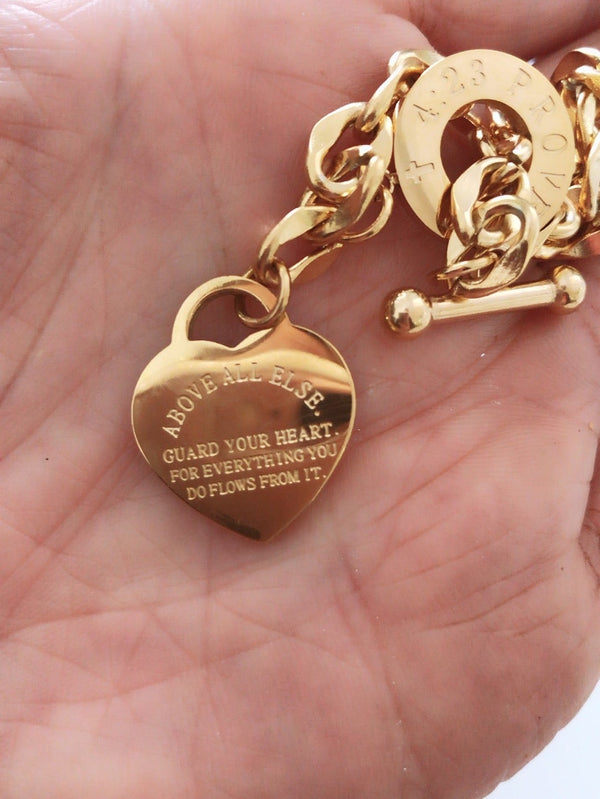 4.23 PROV.
ABOVE ALL ELSE.
GUARD YOUR HEART.
FOR EVERYTHING YOU
DO FLOWS FROM IT.